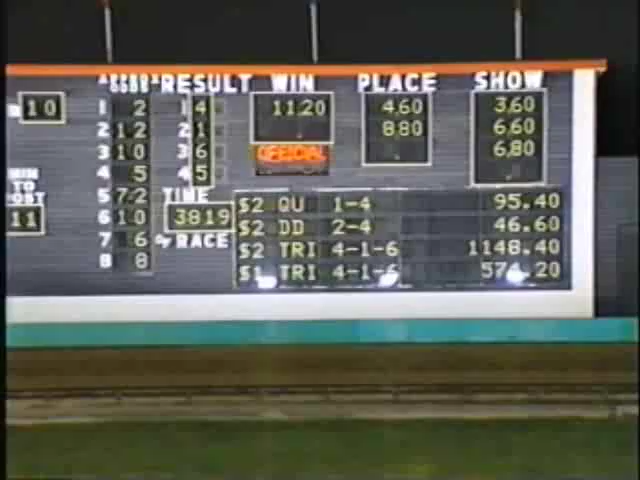 RESULT WIN PLACE SHOW
10 1 2 1 4 11.20 4.60 3.60
2 12 2 1 8.80 6.60
3 10 3 6 OFFICIAL 6.80
MIN 4 5 4 5
TO POST 5 7-2 TIME $2 QU 1-4 95.40
11 6 10 3819 $2 DD 2-4 46.60
7 6 RACE $2 TRI 4-1-6 1148.40
8 8 $1 TRI 4-1-6 574.20